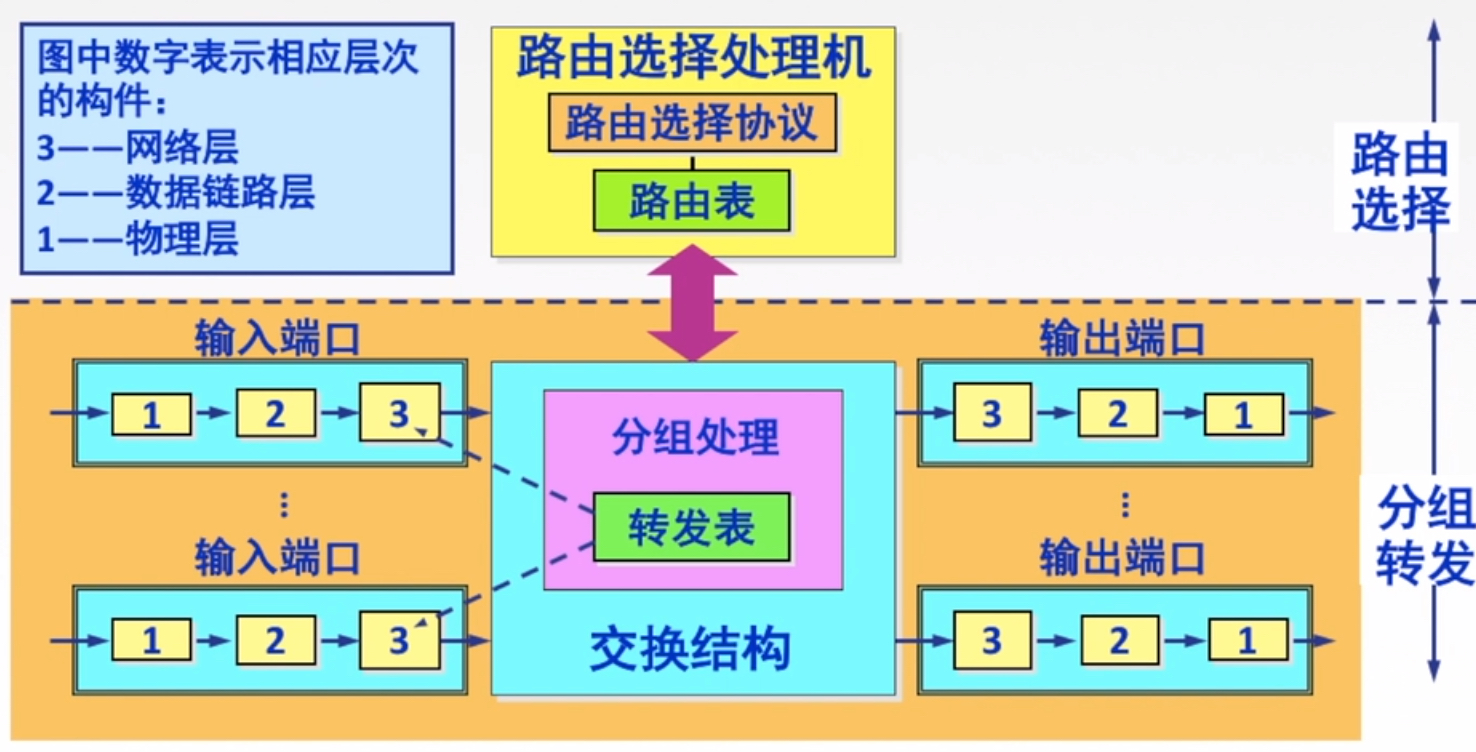 图中数字表示相应层次
的构件：
3——网络层
2——数据链路层
1——物理层
路由选择处理机
路由选择协议
路由表
路由
选择
输入端口
1
2
3
⋮
输入端口
1
2
3
分组处理
转发表
交换结构
输出端口
3
2
1
⋮
输出端口
3
2
1
分组
转发